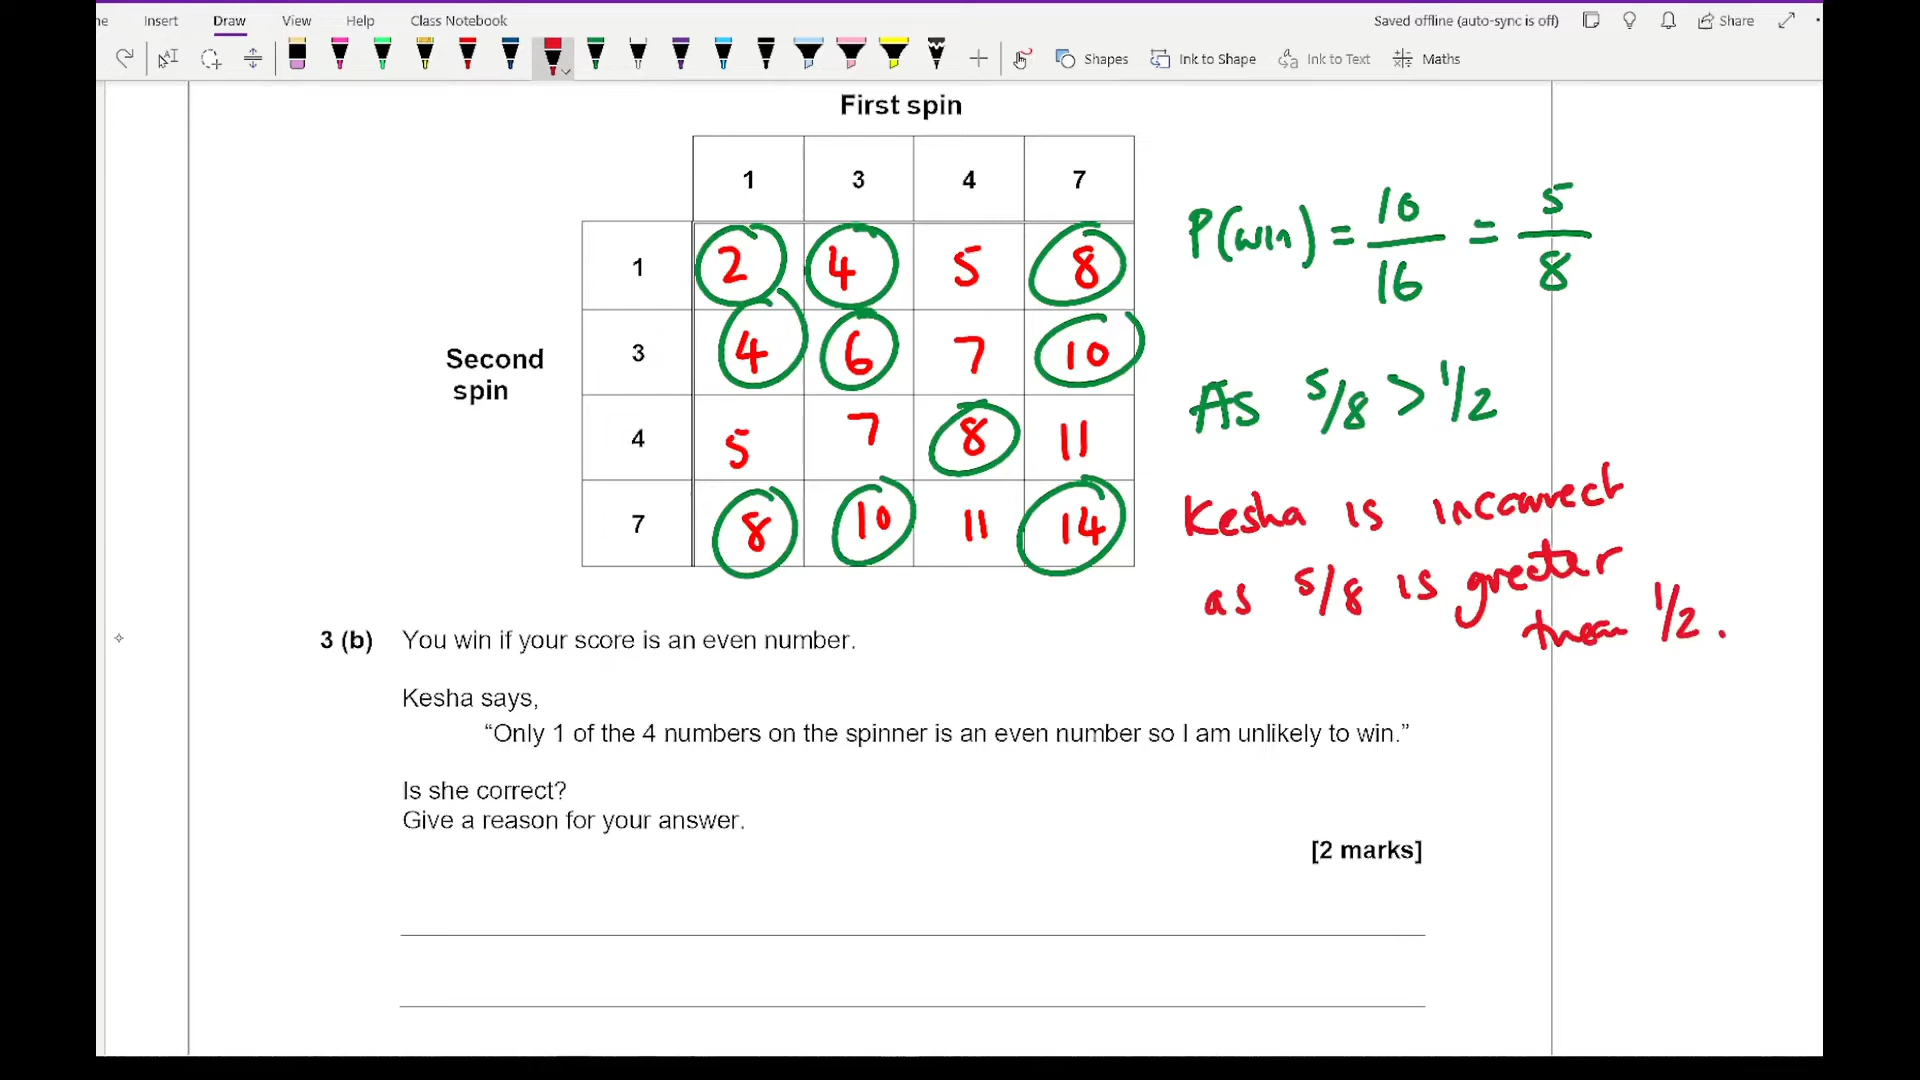 Insert Draw View Help Class Notebook Saved offline (auto-sync is off) Share
Shapes Ink to Shape Ink to Text Maths
First spin
1 3 4 7
1 2 4 5 8
3 4 6 7 10
Second
spin
4 5 7 8 11
7 8 10 11 14
P(win) = 10/16 = 5/8
As 5/8 > 1/2
Kesha is incorrect
as 5/8 is greater
than 1/2.
3 (b) You win if your score is an even number.
Kesha says,
“Only 1 of the 4 numbers on the spinner is an even number so I am unlikely to win.”
Is she correct?
Give a reason for your answer.
[2 marks]